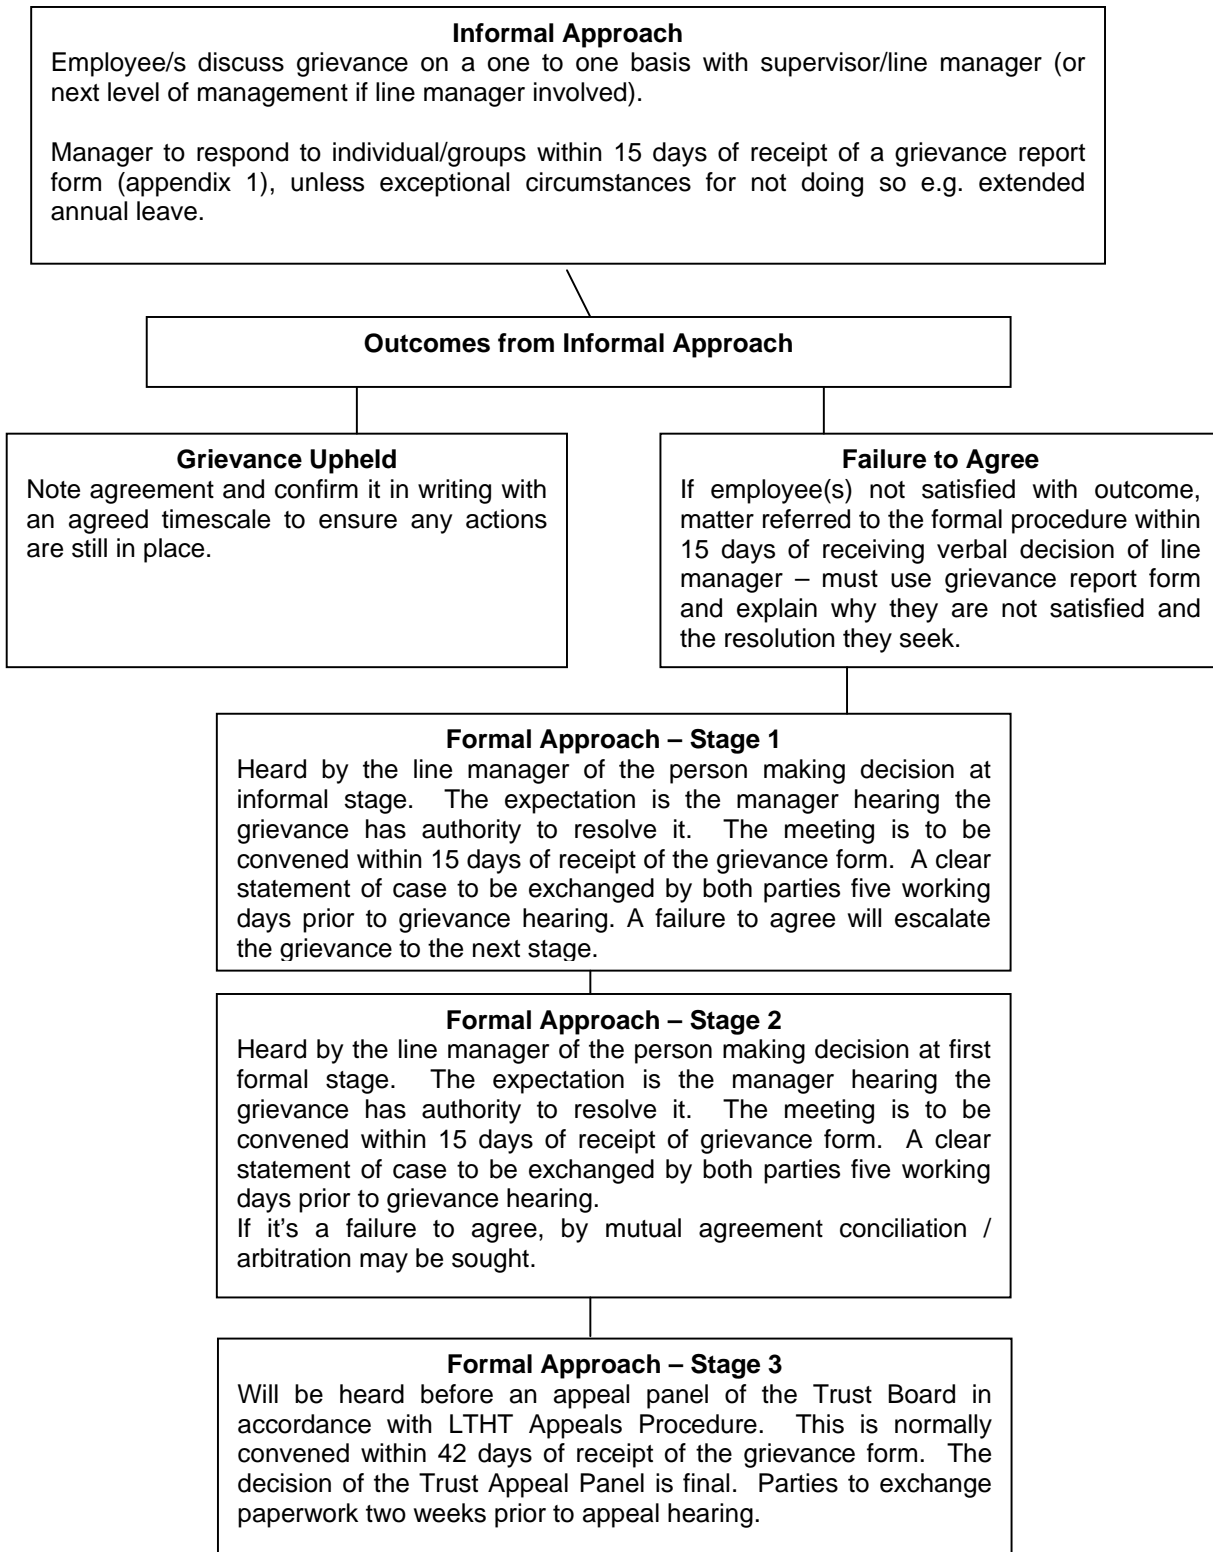 Informal Approach
Employee/s discuss grievance on a one to one basis with supervisor/line manager (or
next level of management if line manager involved).
Manager to respond to individual/groups within 15 days of receipt of a grievance report
form (appendix 1), unless exceptional circumstances for not doing so e.g. extended
annual leave.
Outcomes from Informal Approach
Grievance Upheld
Note agreement and confirm it in writing with
an agreed timescale to ensure any actions
are still in place.
Failure to Agree
If employee(s) not satisfied with outcome,
matter referred to the formal procedure within
15 days of receiving verbal decision of line
manager – must use grievance report form
and explain why they are not satisfied and
the resolution they seek.
Formal Approach – Stage 1
Heard by the line manager of the person making decision at
informal stage. The expectation is the manager hearing the
grievance has authority to resolve it. The meeting is to be
convened within 15 days of receipt of the grievance form. A clear
statement of case to be exchanged by both parties five working
days prior to grievance hearing. A failure to agree will escalate
the grievance to the next stage.
Formal Approach – Stage 2
Heard by the line manager of the person making decision at first
formal stage. The expectation is the manager hearing the
grievance has authority to resolve it. The meeting is to be
convened within 15 days of receipt of grievance form. A clear
statement of case to be exchanged by both parties five working
days prior to grievance hearing.
If it's a failure to agree, by mutual agreement conciliation /
arbitration may be sought.
Formal Approach – Stage 3
Will be heard before an appeal panel of the Trust Board in
accordance with LTHT Appeals Procedure. This is normally
convened within 42 days of receipt of the grievance form. The
decision of the Trust Appeal Panel is final. Parties to exchange
paperwork two weeks prior to appeal hearing.